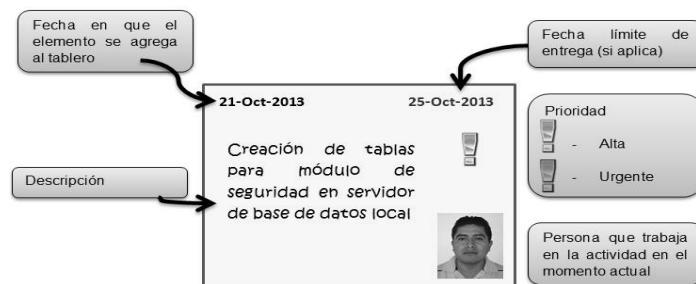 Fecha en que el
elemento se agrega
al tablero
Fecha límite de
entrega (si aplica)
21-Oct-2013
25-Oct-2013
Creación de tablas
para módulo de
seguridad en servidor
de base de datos local
Descripción
Prioridad
- Alta
- Urgente
Persona que trabaja
en la actividad en el
momento actual